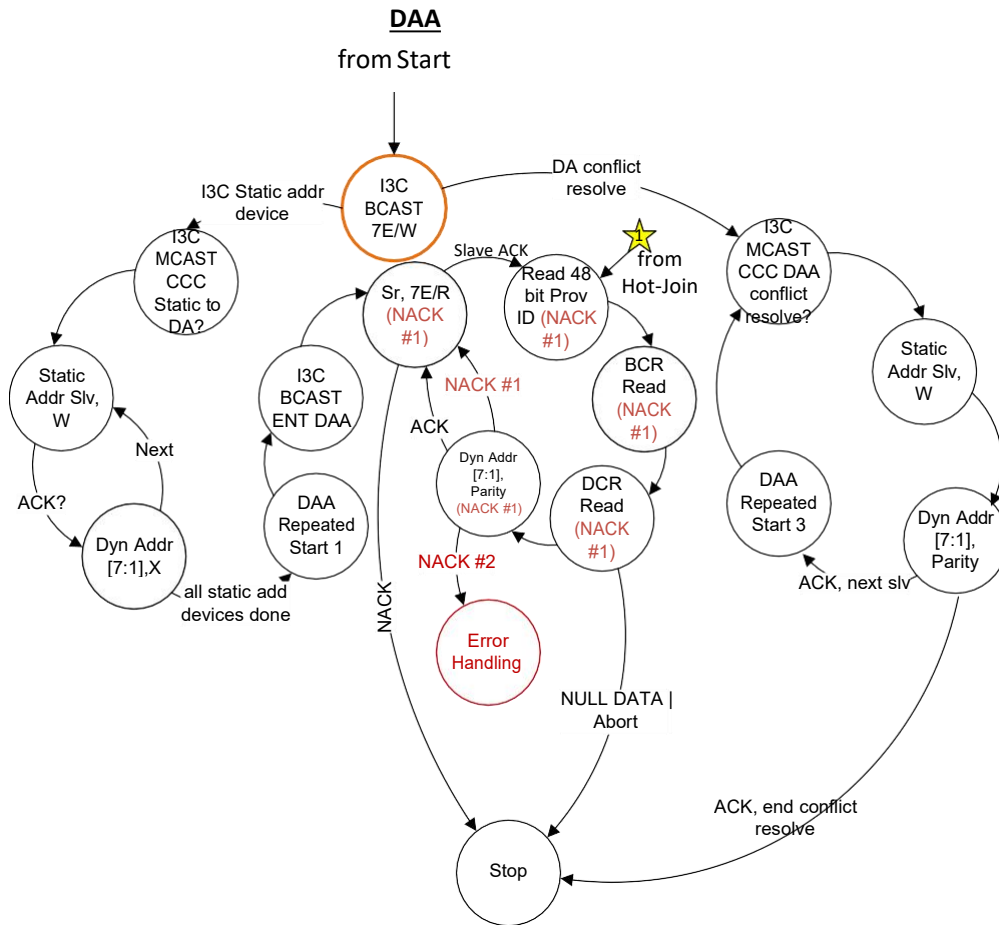 DAA
from Start
I3C
BCAST
7E/W
I3C Static addr
device
DA conflict
resolve
I3C
MCAST
CCC
Static to
DA?
Static
Addr Slv,
W
Next
ACK?
Dyn Addr
[7:1],X
all static add
devices done
DAA
Repeated
Start 1
I3C
BCAST
ENT DAA
Sr, 7E/R
(NACK
#1)
Slave ACK
Read 48
bit Prov
ID (NACK
#1)
1
from
Hot-Join
BCR
Read
(NACK
#1)
DCR
Read
(NACK
#1)
Dyn Addr
[7:1],
Parity
(NACK #1)
NACK #1
ACK
NACK #2
Error
Handling
NACK
NULL DATA |
Abort
I3C
MCAST
CCC DAA
conflict
resolve?
Static
Addr Slv,
W
Dyn Addr
[7:1],
Parity
ACK, next slv
DAA
Repeated
Start 3
ACK, end conflict
resolve
Stop